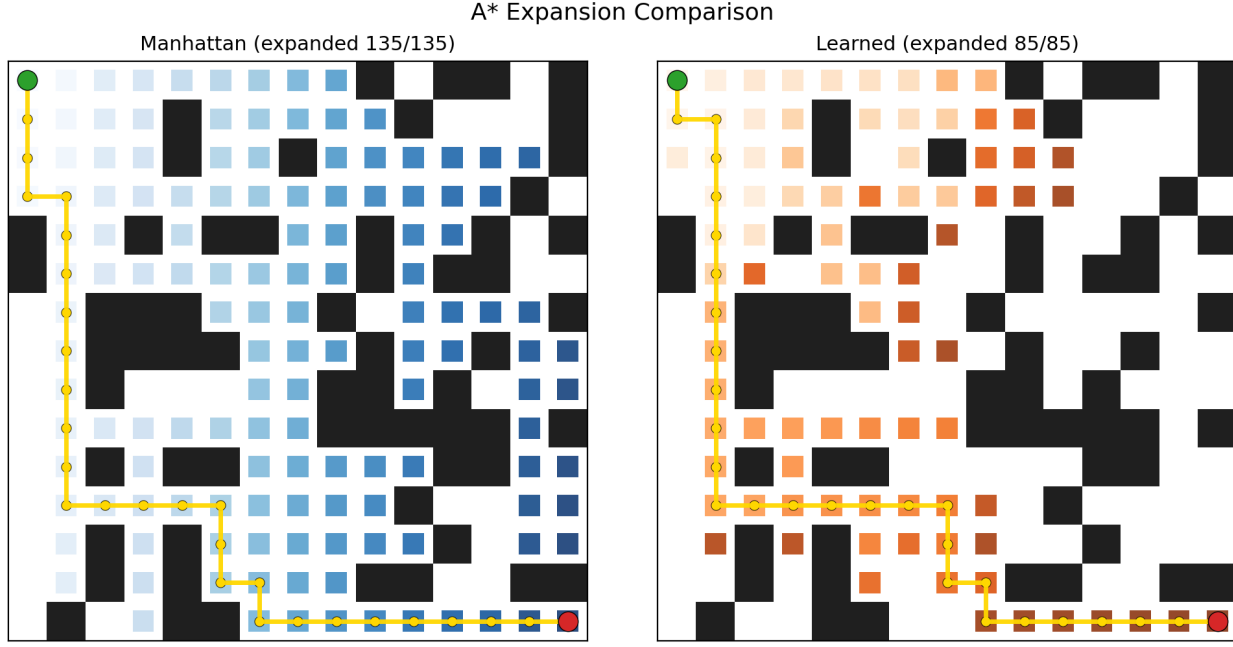 A* Expansion Comparison
Manhattan (expanded 135/135)
Learned (expanded 85/85)